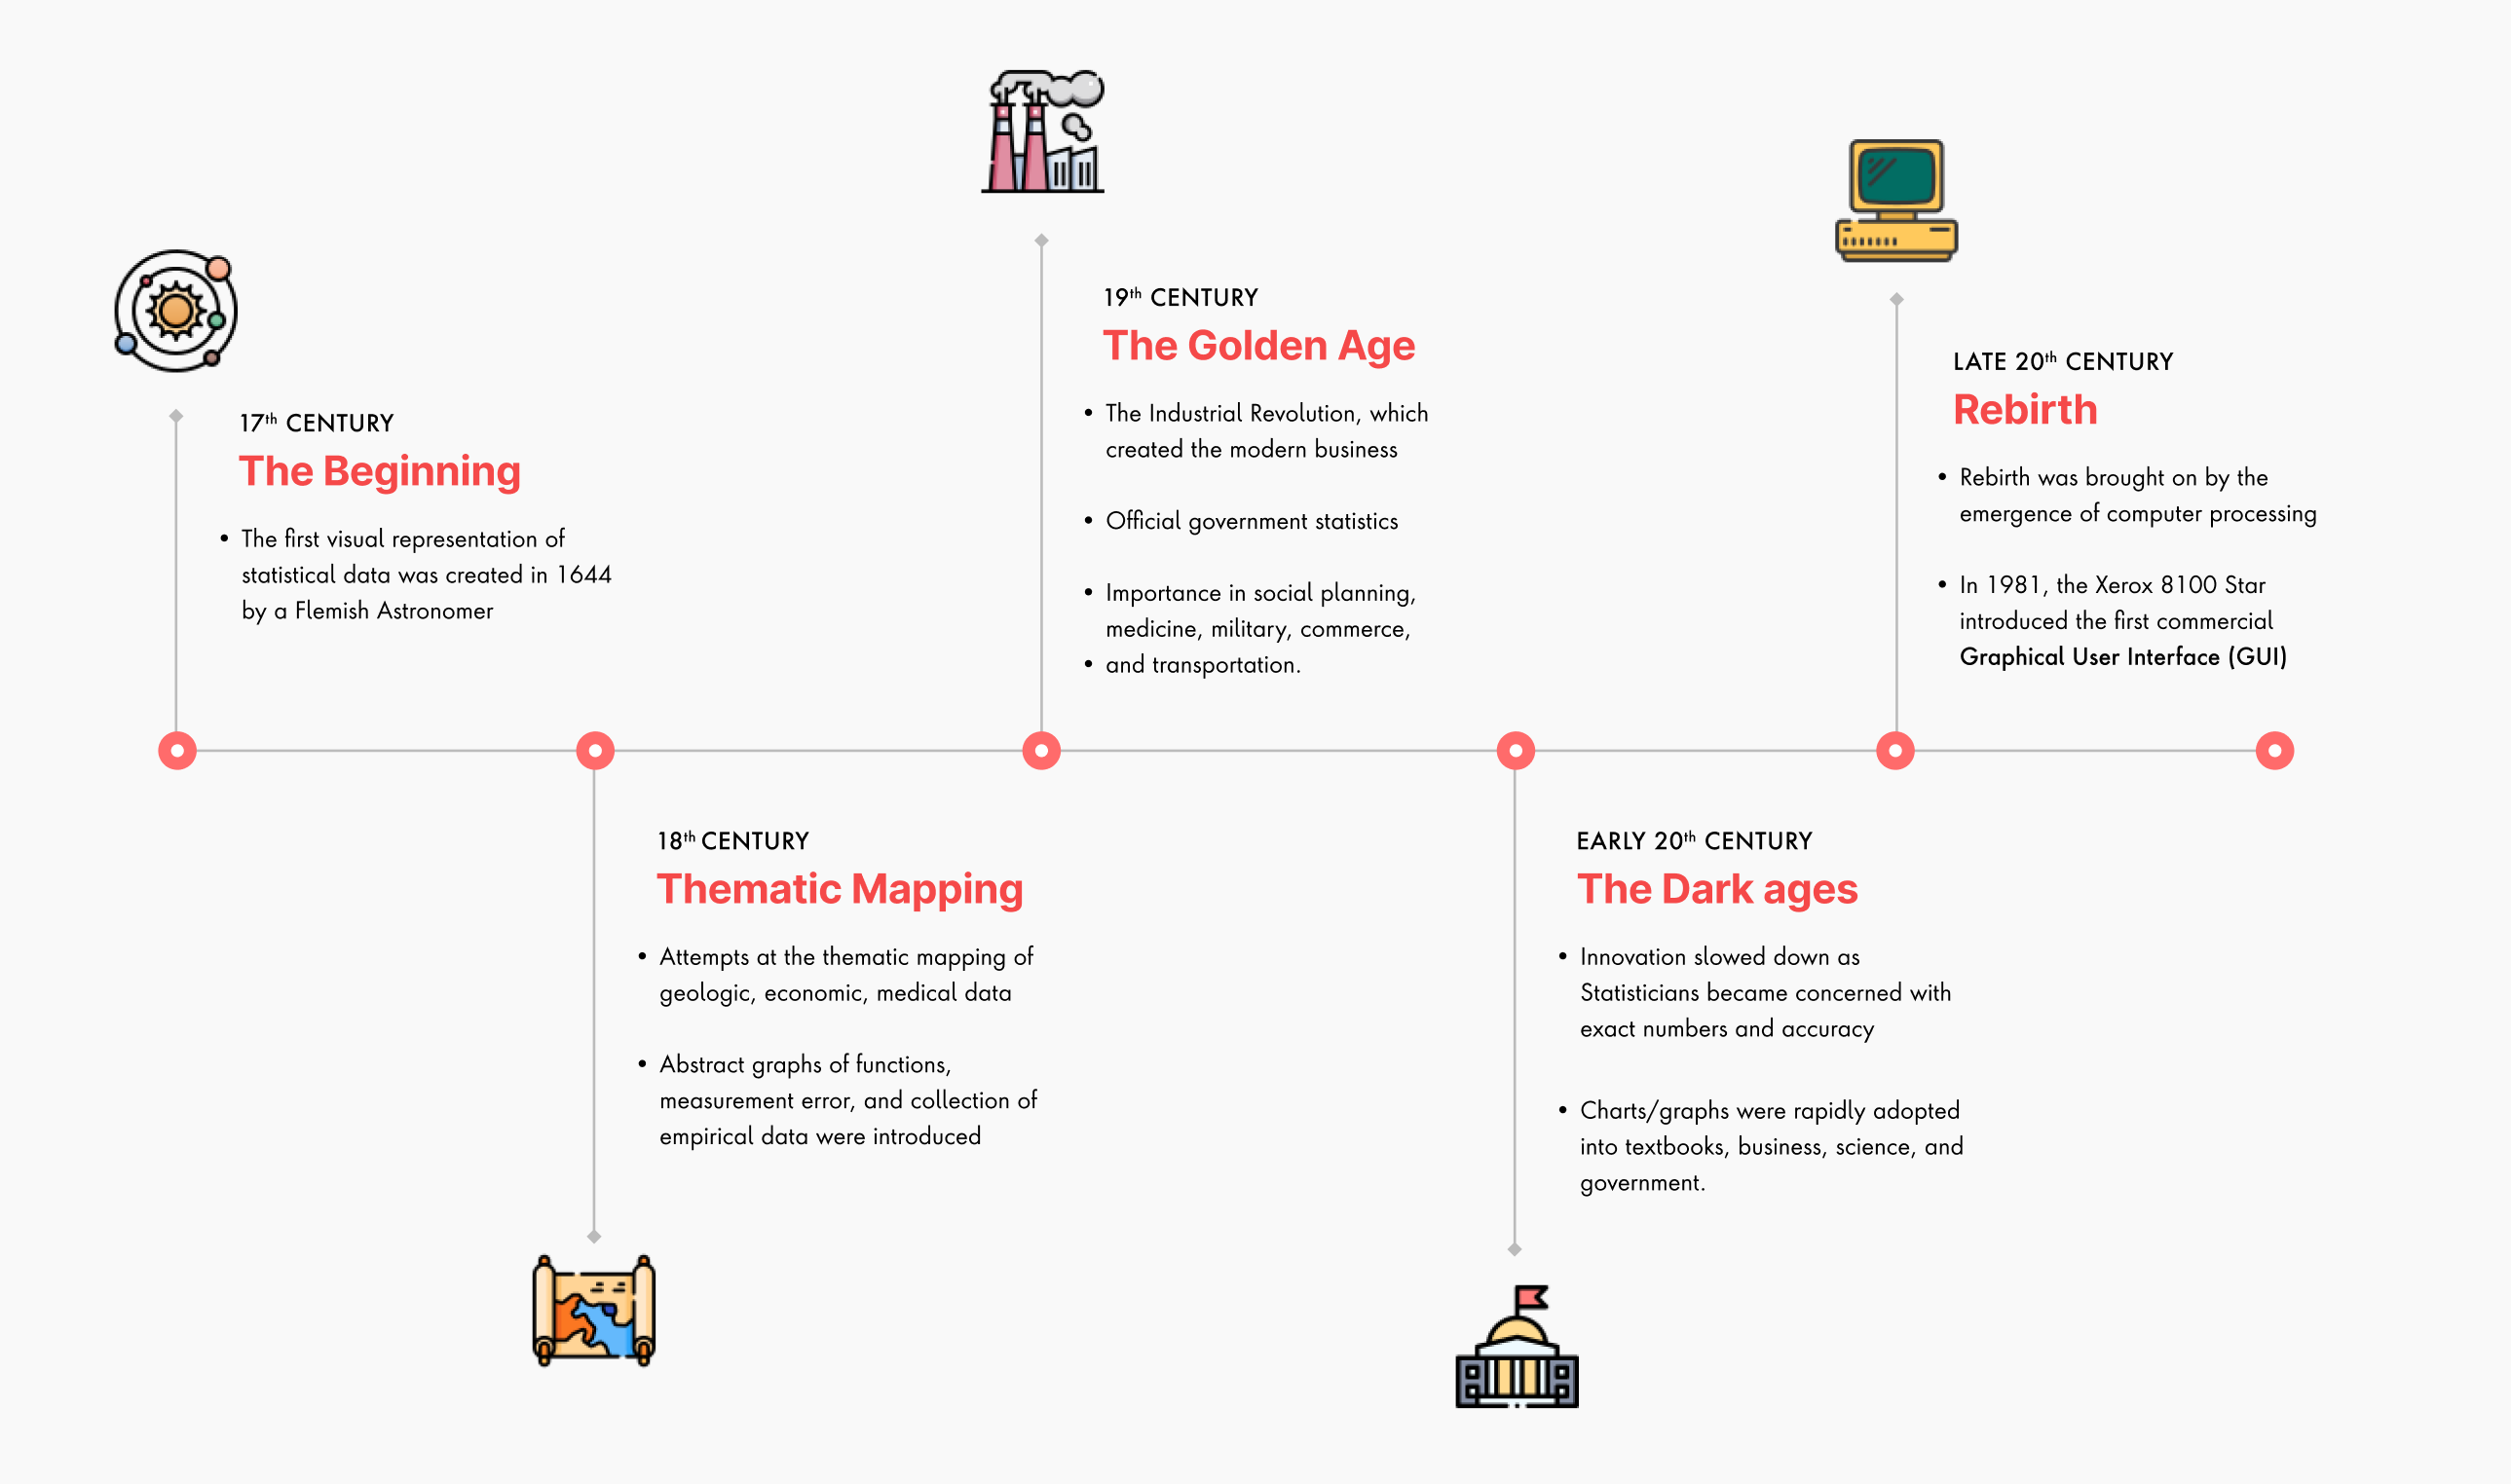 17th CENTURY
The Beginning
• The first visual representation of
statistical data was created in 1644
by a Flemish Astronomer
18th CENTURY
Thematic Mapping
• Attempts at the thematic mapping of
geologic, economic, medical data
• Abstract graphs of functions,
measurement error, and collection of
empirical data were introduced
19th CENTURY
The Golden Age
• The Industrial Revolution, which
created the modern business
• Official government statistics
• Importance in social planning,
medicine, military, commerce,
• and transportation.
EARLY 20th CENTURY
The Dark ages
• Innovation slowed down as
Statisticians became concerned with
exact numbers and accuracy
• Charts/graphs were rapidly adopted
into textbooks, business, science, and
government.
LATE 20th CENTURY
Rebirth
• Rebirth was brought on by the
emergence of computer processing
• In 1981, the Xerox 8100 Star
introduced the first commercial
Graphical User Interface (GUI)